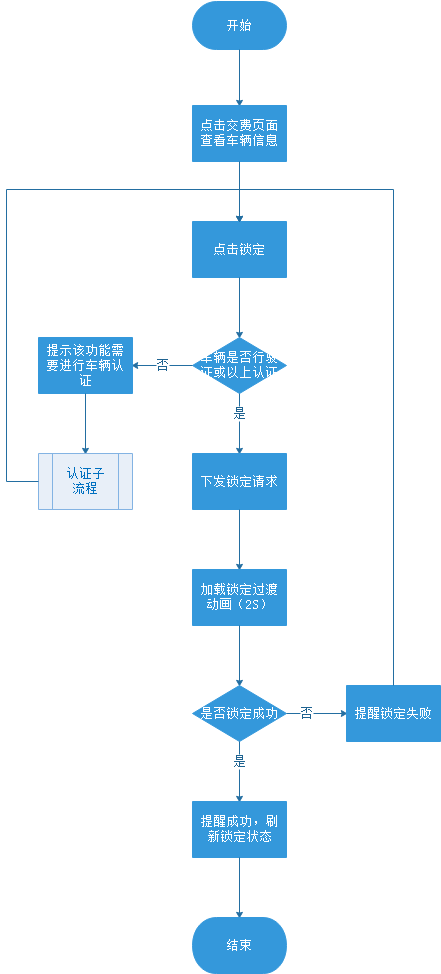 开始
点击交费页面
查看车辆信息
点击锁定
车辆是否行驶
证或以上认证
否
提示该功能需
要进行车辆认
证
是
认证子
流程
下发锁定请求
加载锁定过渡
动画（2S）
是否锁定成功
否
提醒锁定失败
是
提醒成功，刷
新锁定状态
结束